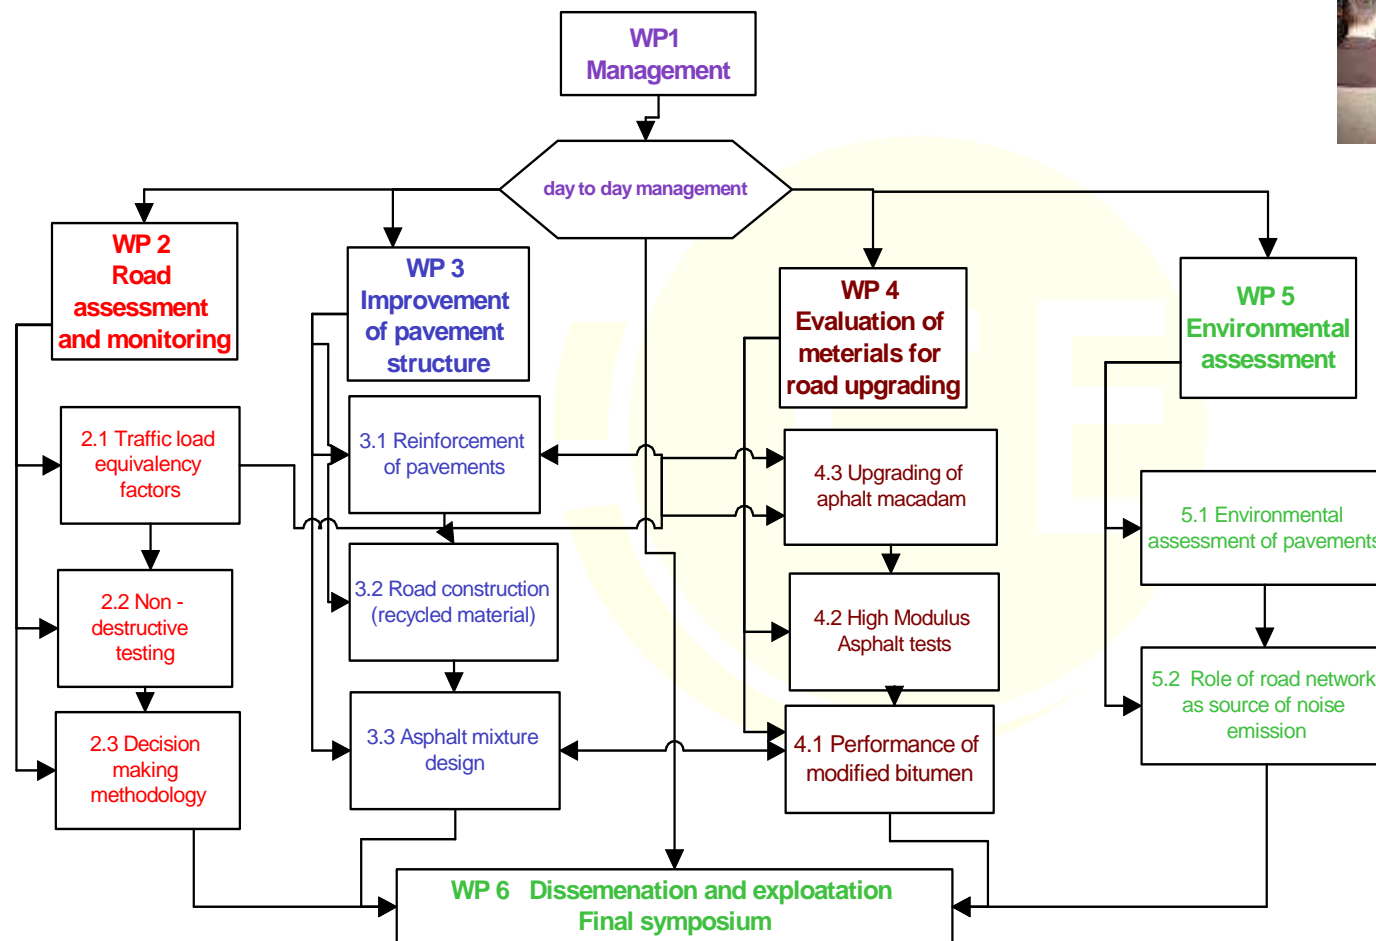 WP1
Management
day to day management
WP 2
Road
assessment
and monitoring
WP 3
Improvement
of pavement
structure
WP 4
Evaluation of
meterials for
road upgrading
WP 5
Environmental
assessment
2.1 Traffic load
equivalency
factors
2.2 Non -
destructive
testing
2.3 Decision
making
methodology
3.1 Reinforcement
of pavements
3.2 Road construction
(recycled material)
3.3 Asphalt mixture
design
4.3 Upgrading of
aphalt macadam
4.2 High Modulus
Asphalt tests
4.1 Performance of
modified bitumen
5.1 Environmental
assessment of pavements
5.2 Role of road network
as source of noise
emission
WP 6 Dissemenation and exploatation
Final symposium